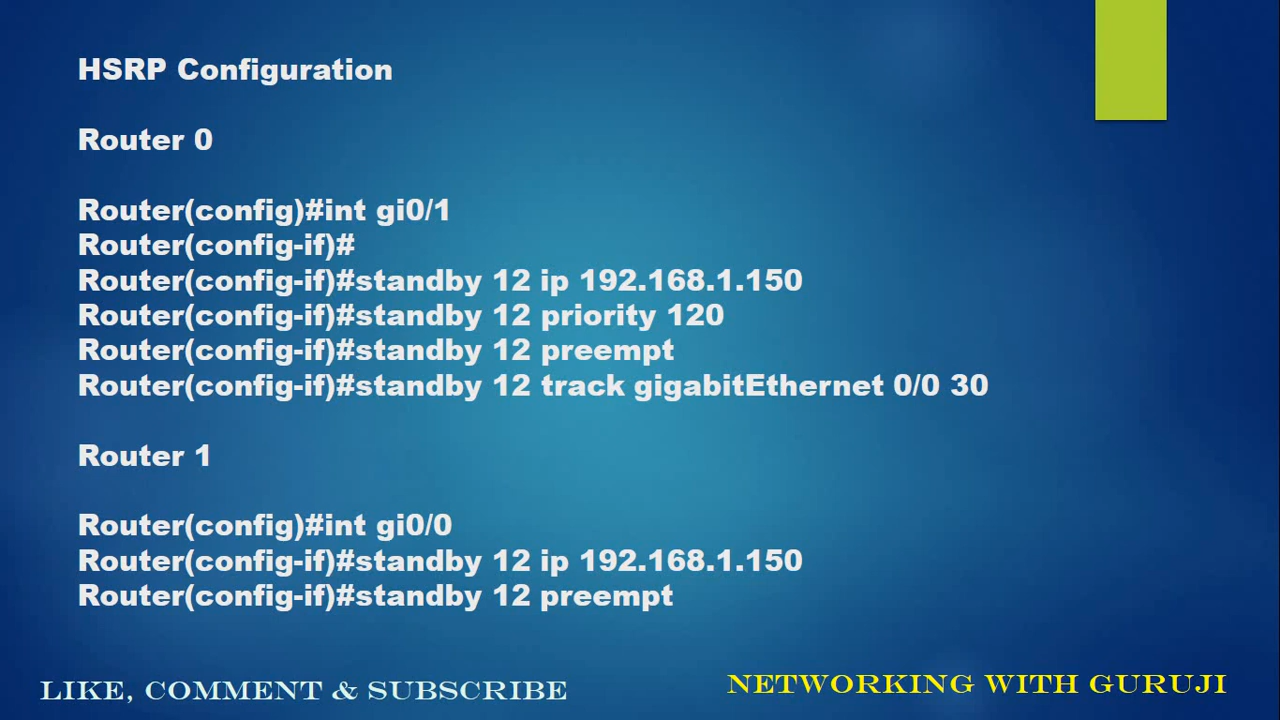 HSRP Configuration
Router 0
Router(config)#int gi0/1
Router(config-if)#
Router(config-if)#standby 12 ip 192.168.1.150
Router(config-if)#standby 12 priority 120
Router(config-if)#standby 12 preempt
Router(config-if)#standby 12 track gigabitEthernet 0/0 30
Router 1
Router(config)#int gi0/0
Router(config-if)#standby 12 ip 192.168.1.150
Router(config-if)#standby 12 preempt
LIKE, COMMENT & SUBSCRIBE
NETWORKING WITH GURUJI